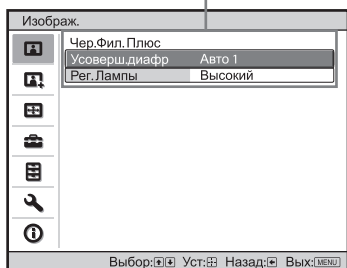 Изображ.
Чер.Фил.Плюс
Усоверш.диафр Авто 1
Рег.Лампы Высокий
Выбор: Уст: Назад: Вых:MENU